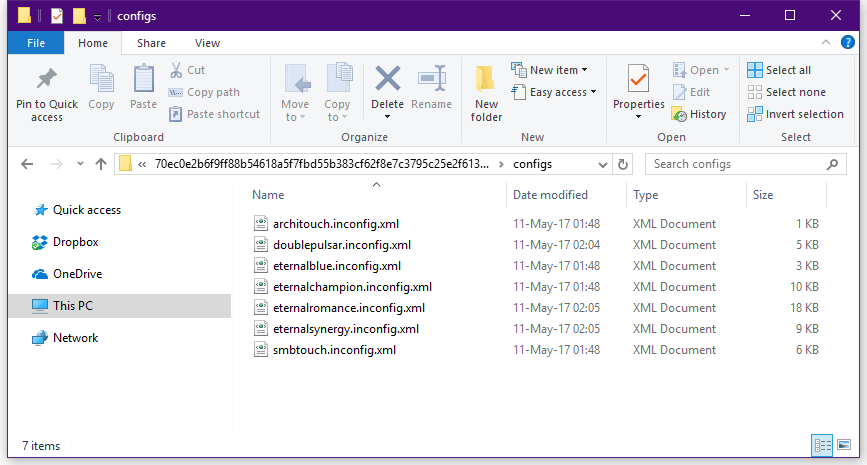 configs
File Home Share View
Pin to Quick access
Copy
Paste
Cut
Copy path
Paste shortcut
Clipboard
Move to
Copy to
Delete
Rename
Organize
New folder
New item
Easy access
New
Properties
Open
Edit
History
Open
Select all
Select none
Invert selection
Select
« 70ec0e2b6f9ff88b54618a5f7fbd55b383cf62f8e7c3795c25e2f613... > configs
Search configs
Quick access
Dropbox
OneDrive
This PC
Network
Name Date modified Type Size
architouch.inconfig.xml 11-May-17 01:48 XML Document 1 KB
doublepulsar.inconfig.xml 11-May-17 02:04 XML Document 5 KB
eternalblue.inconfig.xml 11-May-17 01:48 XML Document 3 KB
eternalchampion.inconfig.xml 11-May-17 01:48 XML Document 10 KB
eternalromance.inconfig.xml 11-May-17 02:05 XML Document 18 KB
eternalsynergy.inconfig.xml 11-May-17 02:05 XML Document 9 KB
smbtouch.inconfig.xml 11-May-17 01:48 XML Document 6 KB
7 items